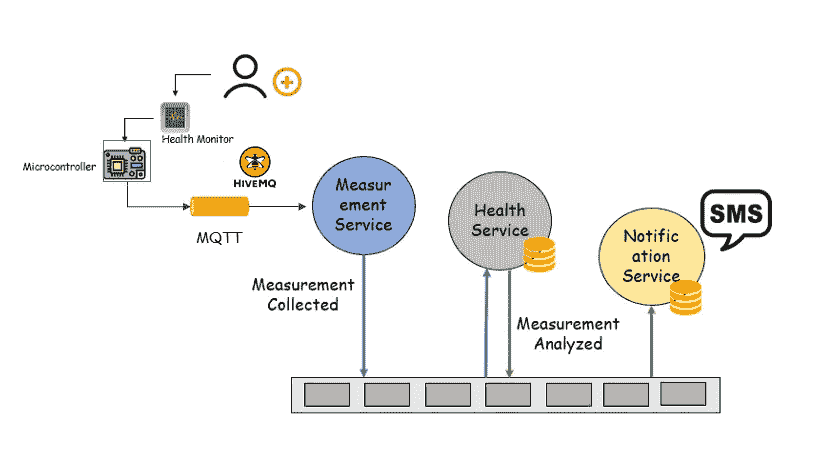 Health Monitor
Microcontroller
HIVEMQ
MQTT
Measur
ement
Service
Health
Service
SMS
Notific
ation
Service
Measurement
Collected
Measurement
Analyzed